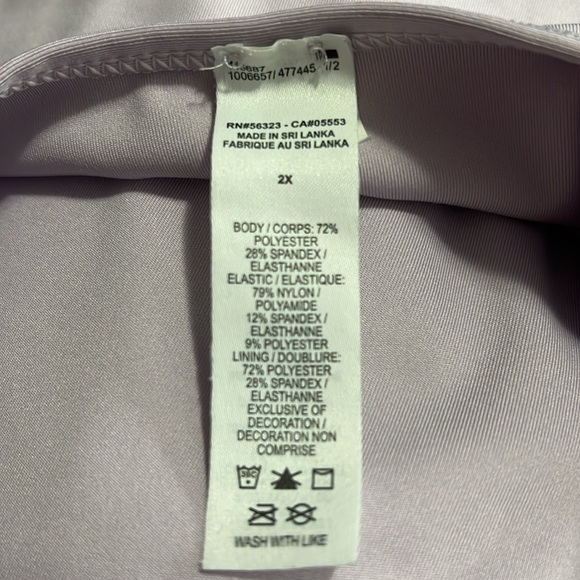 1006657/ 477445
RN#56323 - CA#05553
MADE IN SRI LANKA
FABRIQUE AU SRI LANKA
2X
BODY / CORPS: 72%
POLYESTER
28% SPANDEX /
ELASTHANNE
ELASTIC / ELASTIQUE:
79% NYLON /
POLYAMIDE
12% SPANDEX /
ELASTHANNE
9% POLYESTER
LINING / DOUBLURE:
72% POLYESTER
28% SPANDEX /
ELASTHANNE
EXCLUSIVE OF
DECORATION /
DECORATION NON
COMPRISE
30C
WASH WITH LIKE